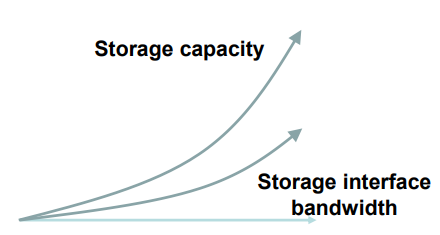 Storage capacity
Storage interface
bandwidth